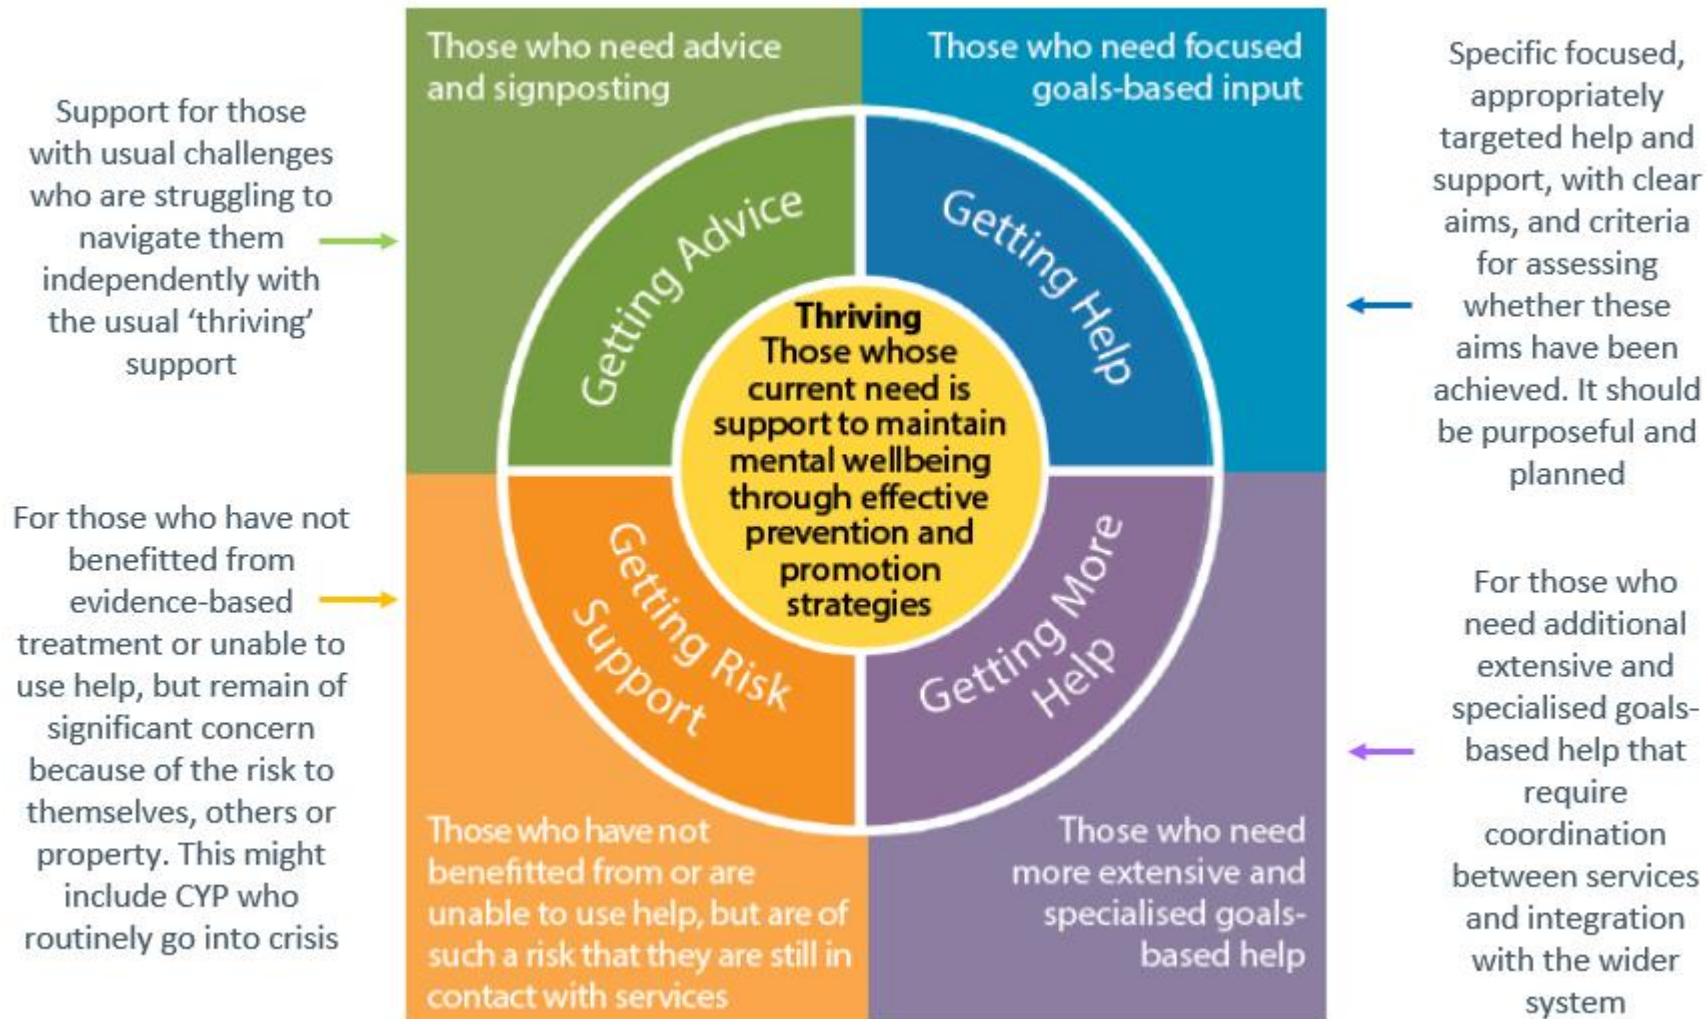 Those who need advice
and signposting
Those who need focused
goals-based input
Support for those
with usual challenges
who are struggling to
navigate them
independently with
the usual ‘thriving’
support
Specific focused,
appropriately
targeted help and
support, with clear
aims, and criteria
for assessing
whether these
aims have been
achieved. It should
be purposeful and
planned
Getting Advice
Getting Help
Thriving
Those whose
current need is
support to maintain
mental wellbeing
through effective
prevention and
promotion
strategies
Getting Risk
Support
Getting More
Help
For those who have not
benefitted from
evidence-based
treatment or unable to
use help, but remain of
significant concern
because of the risk to
themselves, others or
property. This might
include CYP who
routinely go into crisis
For those who
need additional
extensive and
specialised goals-
based help that
require
coordination
between services
and integration
with the wider
system
Those who have not
benefitted from or are
unable to use help, but are of
such a risk that they are still in
contact with services
Those who need
more extensive and
specialised goals-
based help